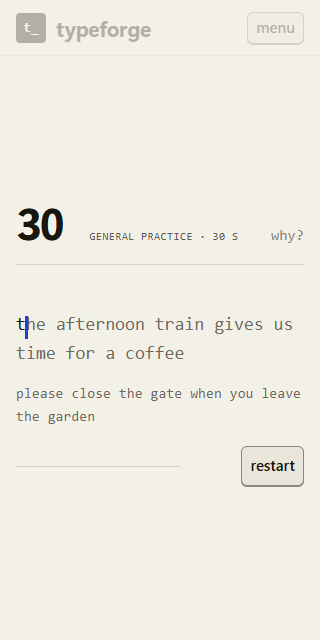 t_ typeforge menu
30 GENERAL PRACTICE · 30 S why?
the afternoon train gives us
time for a coffee
please close the gate when you leave
the garden
restart